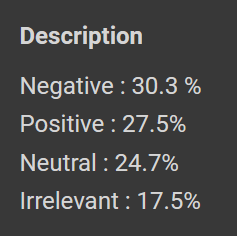 Description
Negative : 30.3 %
Positive : 27.5%
Neutral : 24.7%
Irrelevant : 17.5%